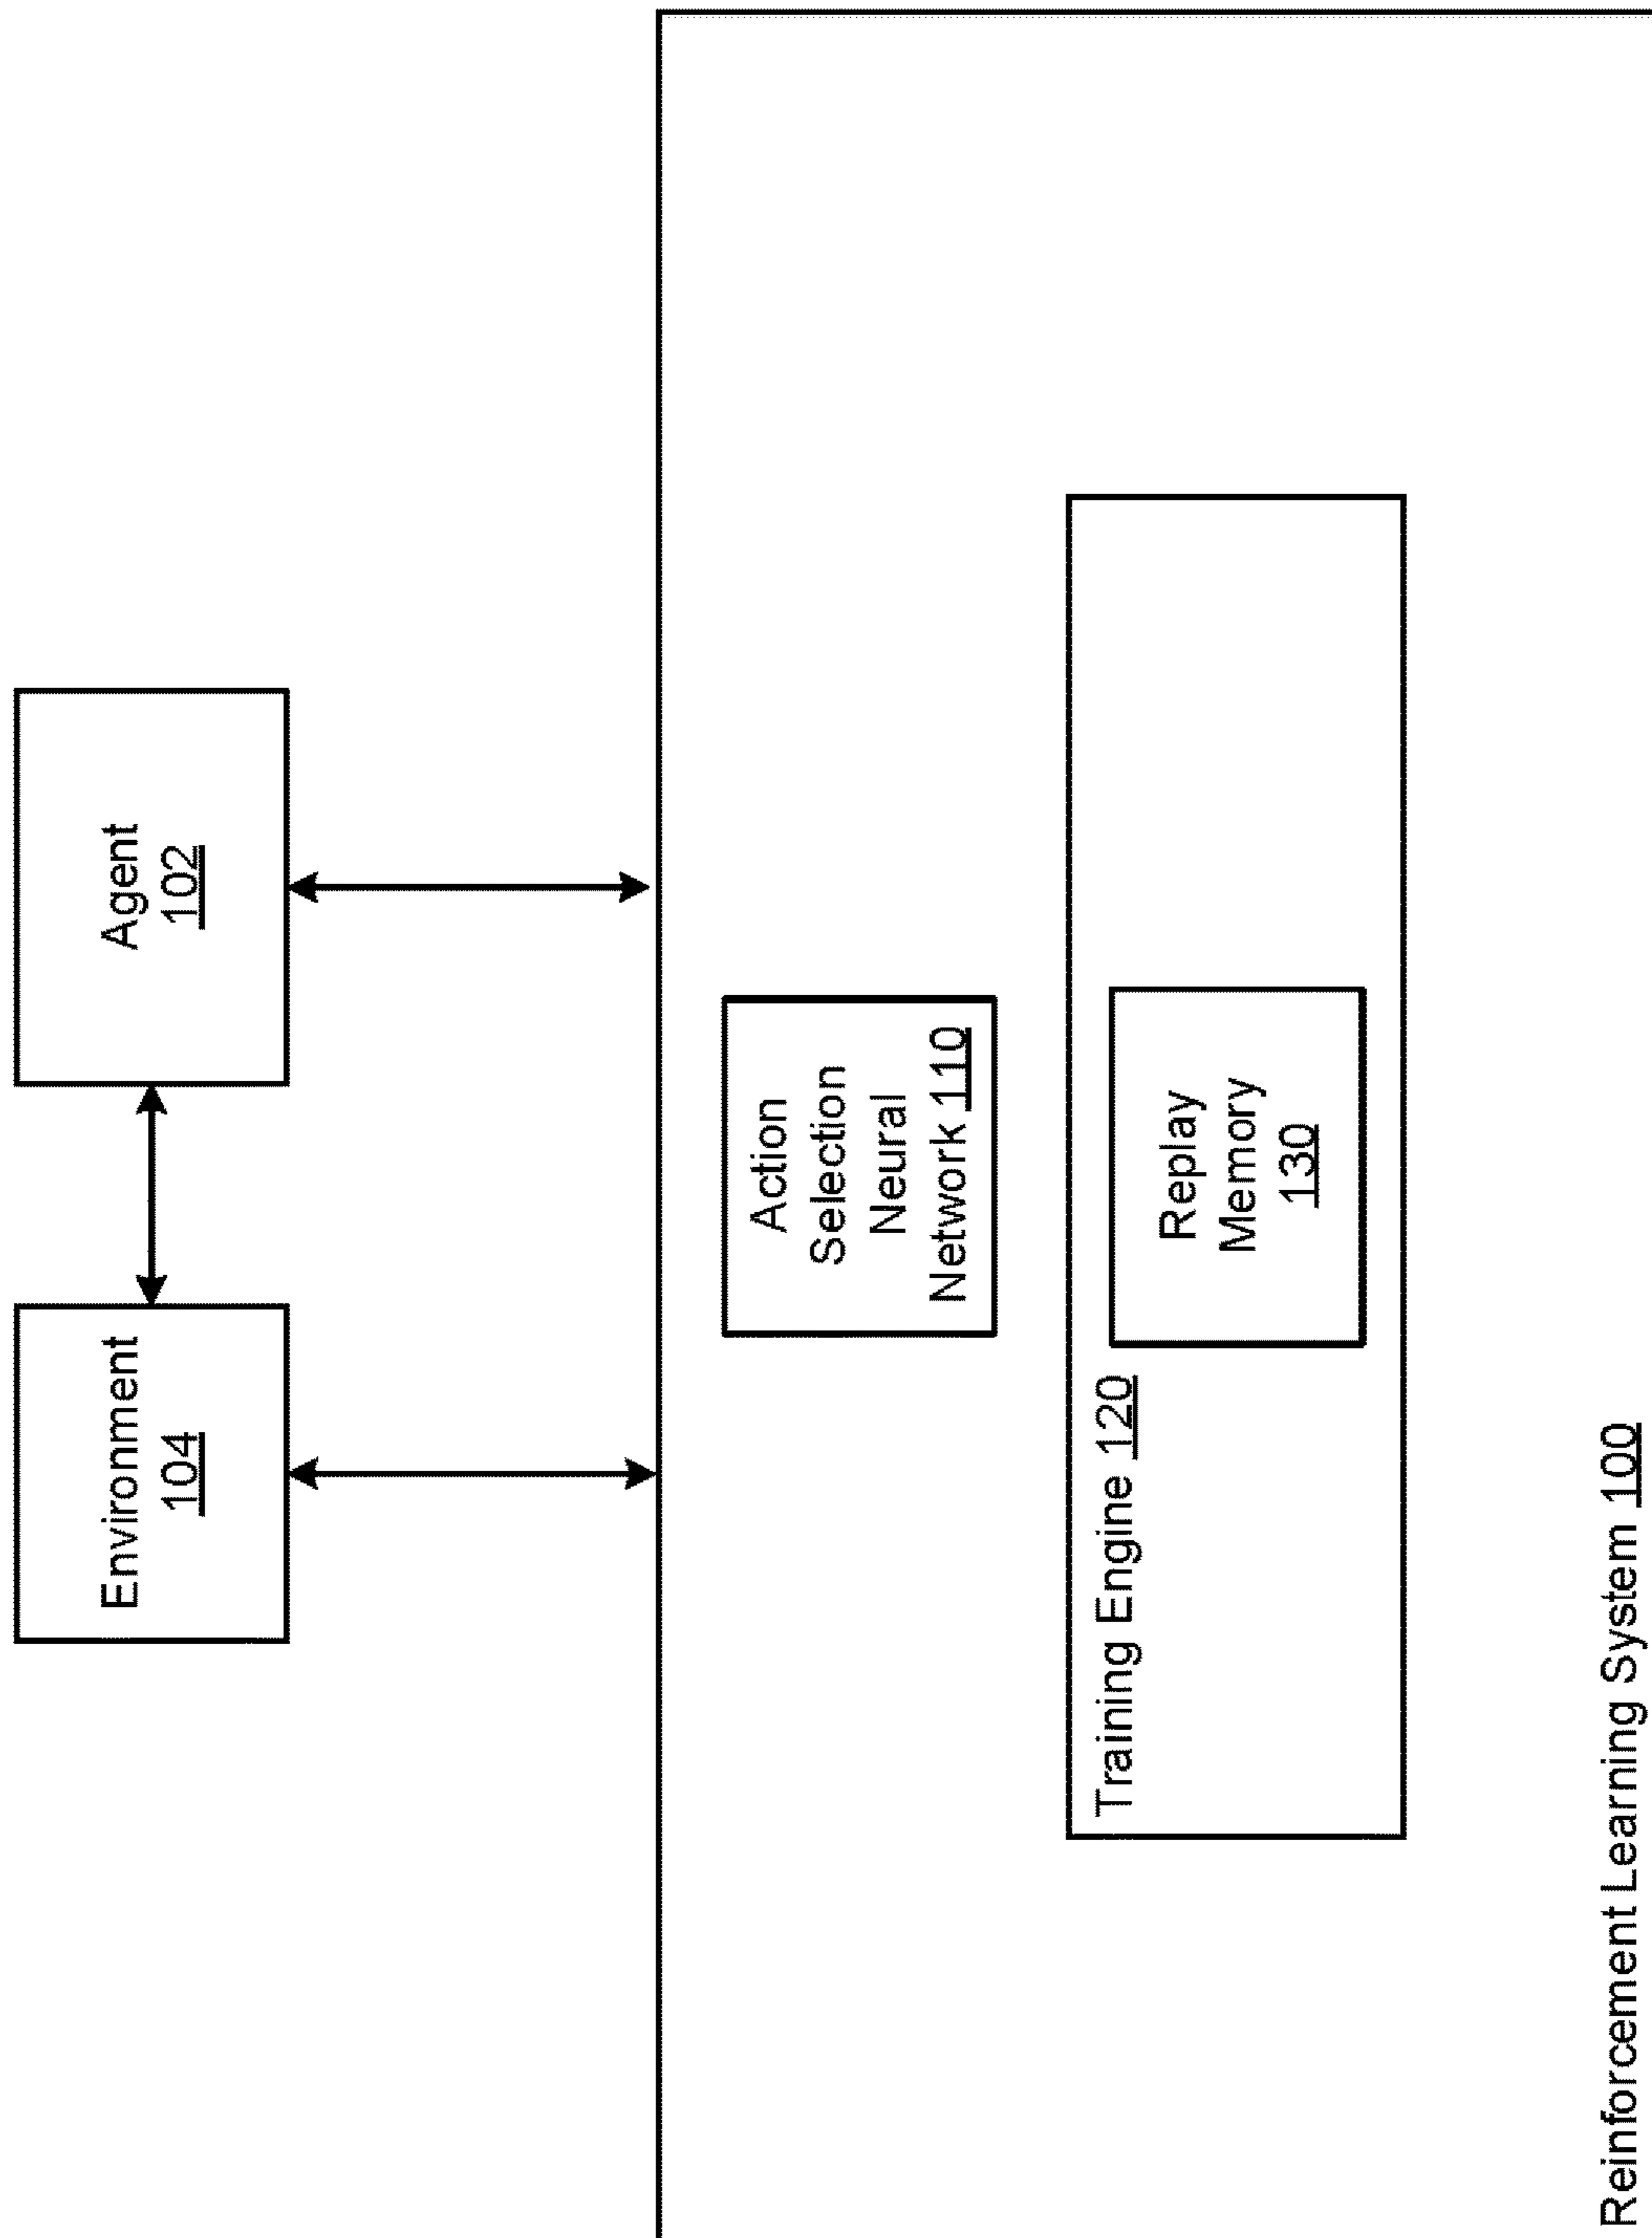 Environment
104
Agent
102
Action
Selection
Neural
Network 110
Training Engine 120
Replay
Memory
130
Reinforcement Learning System 100